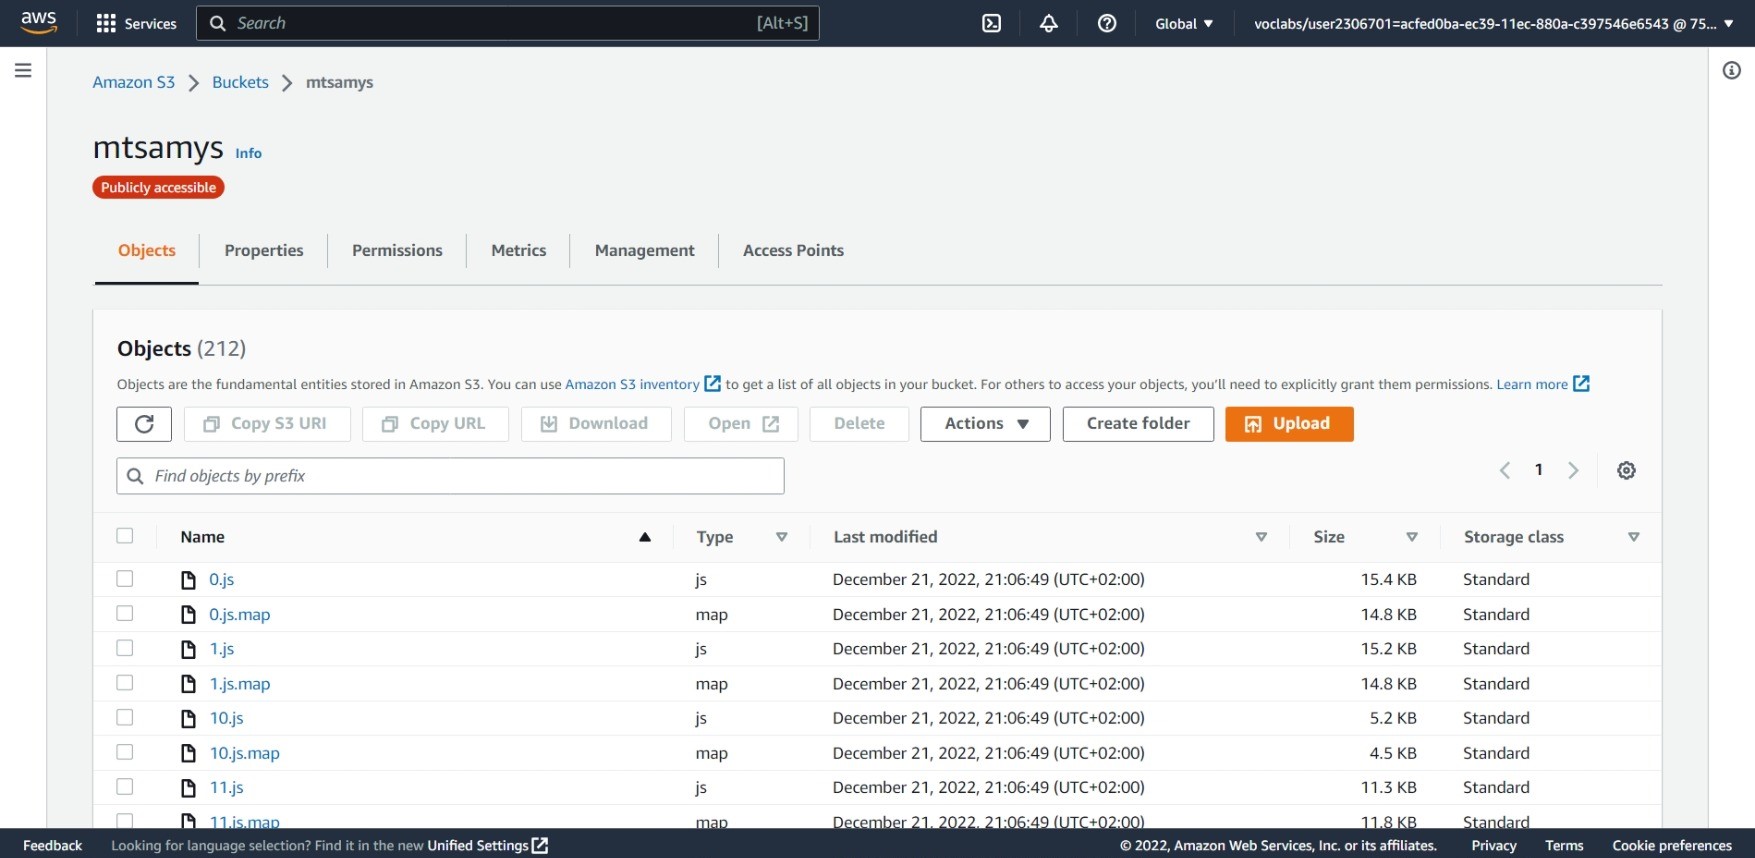 aws Services Search [Alt+S] Global voclabs/user2306701=acfed0ba-ec39-11ec-880a-c397546e6543 @ 75...
Amazon S3 Buckets mtsamys
mtsamys Info
Publicly accessible
Objects Properties Permissions Metrics Management Access Points
Objects (212)
Objects are the fundamental entities stored in Amazon S3. You can use Amazon S3 inventory to get a list of all objects in your bucket. For others to access your objects, you'll need to explicitly grant them permissions. Learn more
Copy S3 URI Copy URL Download Open Delete Actions Create folder Upload
Find objects by prefix 1
Name Type Last modified Size Storage class
0.js js December 21, 2022, 21:06:49 (UTC+02:00) 15.4 KB Standard
0.js.map map December 21, 2022, 21:06:49 (UTC+02:00) 14.8 KB Standard
1.js js December 21, 2022, 21:06:49 (UTC+02:00) 15.2 KB Standard
1.js.map map December 21, 2022, 21:06:49 (UTC+02:00) 14.8 KB Standard
10.js js December 21, 2022, 21:06:49 (UTC+02:00) 5.2 KB Standard
10.js.map map December 21, 2022, 21:06:49 (UTC+02:00) 4.5 KB Standard
11.js js December 21, 2022, 21:06:49 (UTC+02:00) 11.3 KB Standard
11.js.map map December 21, 2022, 21:06:49 (UTC+02:00) 11.8 KB Standard
Feedback Looking for language selection? Find it in the new Unified Settings © 2022, Amazon Web Services, Inc. or its affiliates. Privacy Terms Cookie preferences